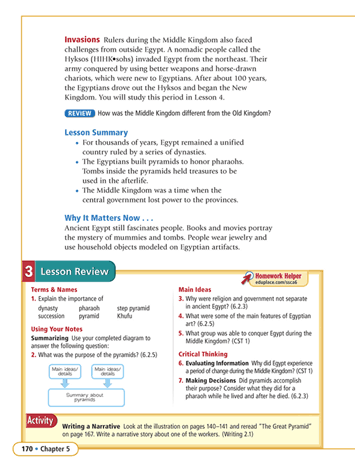 Invasions Rulers during the Middle Kingdom also faced
challenges from outside Egypt. A nomadic people called the
Hyksos (HIHK•sohs) invaded Egypt from the northeast. Their
army conquered by using better weapons and horse-drawn
chariots, which were new to Egyptians. After about 100 years,
the Egyptians drove out the Hyksos and began the New
Kingdom. You will study this period in Lesson 4.
REVIEW How was the Middle Kingdom different from the Old Kingdom?
Lesson Summary
• For thousands of years, Egypt remained a unified
country ruled by a series of dynasties.
• The Egyptians built pyramids to honor pharaohs.
Tombs inside the pyramids held treasures to be
used in the afterlife.
• The Middle Kingdom was a time when the
central government lost power to the provinces.
Why It Matters Now . . .
Ancient Egypt still fascinates people. Books and movies portray
the mystery of mummies and tombs. People wear jewelry and
use household objects modeled on Egyptian artifacts.
3 Lesson Review
Homework Helper
eduplace.com/ssca6
Terms & Names
1. Explain the importance of
dynasty pharaoh step pyramid
succession pyramid Khufu
Using Your Notes
Summarizing Use your completed diagram to
answer the following question:
2. What was the purpose of the pyramids? (6.2.5)
Main ideas/
details
Main ideas/
details
Summary about
pyramids
Main Ideas
3. Why were religion and government not separate
in ancient Egypt? (6.2.3)
4. What were some of the main features of Egyptian
art? (6.2.5)
5. What group was able to conquer Egypt during the
Middle Kingdom? (CST 1)
Critical Thinking
6. Evaluating Information Why did Egypt experience
a period of change during the Middle Kingdom? (CST 1)
7. Making Decisions Did pyramids accomplish
their purpose? Consider what they did for a
pharaoh while he lived and after he died. (6.2.3)
Activity
Writing a Narrative Look at the illustration on pages 140–141 and reread "The Great Pyramid"
on page 167. Write a narrative story about one of the workers. (Writing 2.1)
170 • Chapter 5